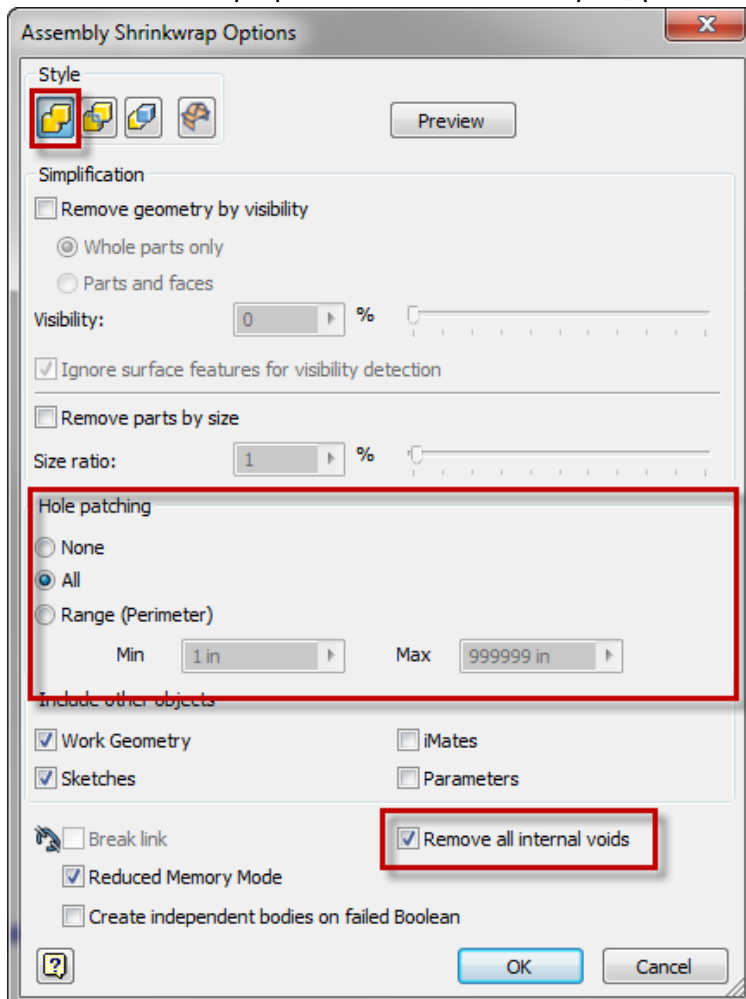 Assembly Shrinkwrap Options
Style
Preview
Simplification
Remove geometry by visibility
Whole parts only
Parts and faces
Visibility: 0 %
Ignore surface features for visibility detection
Remove parts by size
Size ratio: 1 %
Hole patching
None
All
Range (Perimeter)
Min 1 in Max 999999 in
Include other objects
Work Geometry iMates
Sketches Parameters
Break link Remove all internal voids
Reduced Memory Mode
Create independent bodies on failed Boolean
? OK Cancel